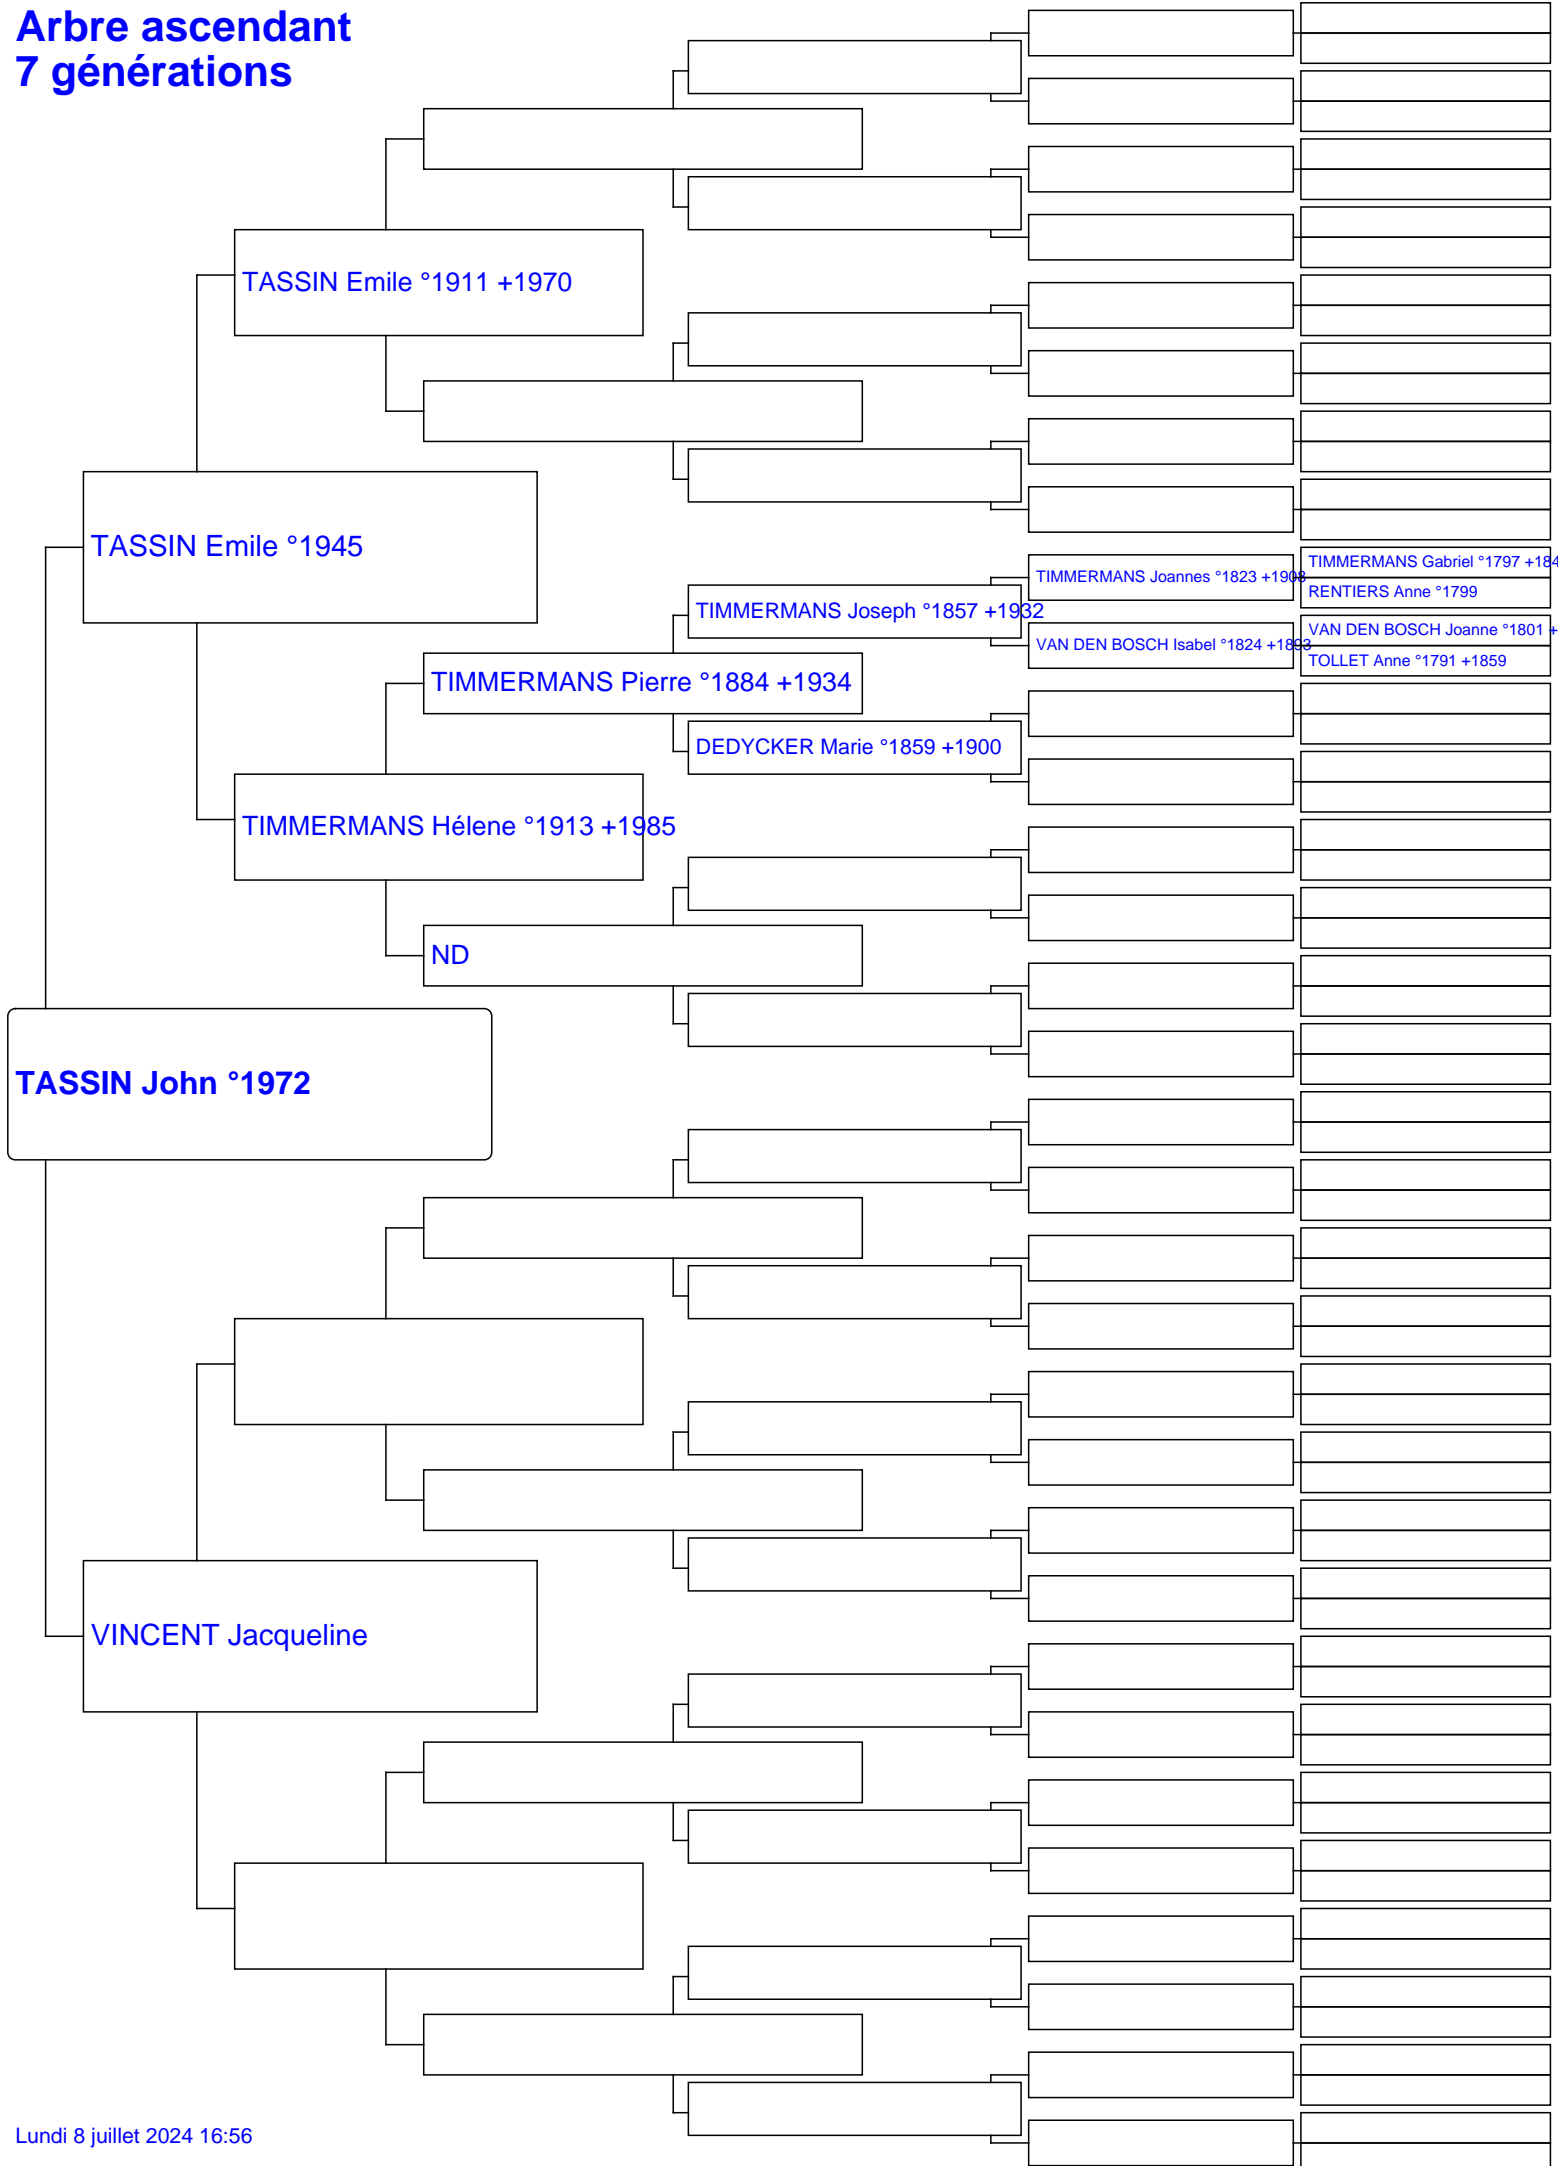 Arbre ascendant
7 générations
TASSIN Emile °1911 +1970
TASSIN Emile °1945
TIMMERMANS Gabriel °1797 +184
TIMMERMANS Joannes °1823 +1908
RENTIERS Anne °1799
TIMMERMANS Joseph °1857 +1932
VAN DEN BOSCH Joanne °1801 +
VAN DEN BOSCH Isabel °1824 +1893
TOLLET Anne °1791 +1859
TIMMERMANS Pierre °1884 +1934
DEDYCKER Marie °1859 +1900
TIMMERMANS Hélene °1913 +1985
ND
TASSIN John °1972
VINCENT Jacqueline
Lundi 8 juillet 2024 16:56